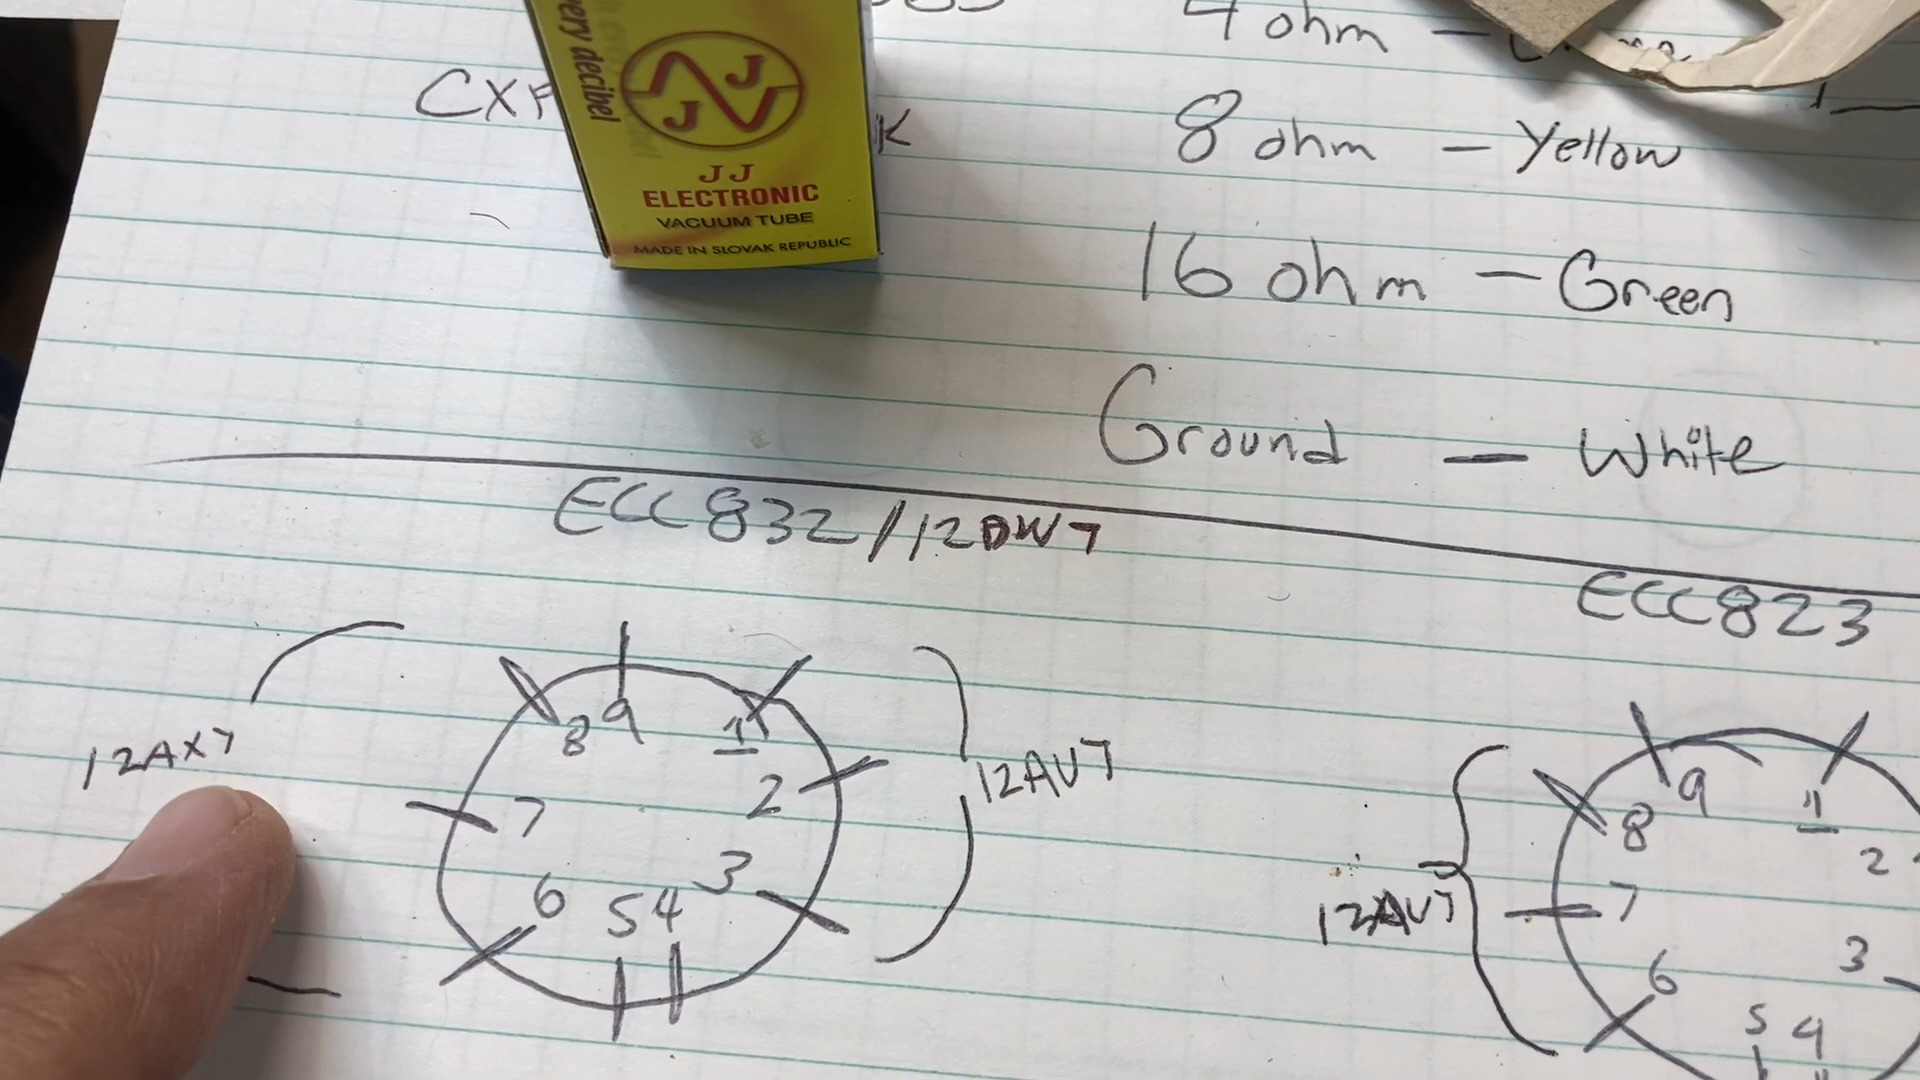 every decibel
JJ
JJ
ELECTRONIC
VACUUM TUBE
MADE IN SLOVAK REPUBLIC
4 ohm -
8 ohm - Yellow
16 ohm - Green
Ground - White
ECC832/12DW7
12AX7
8 9 1
7 2
6 5 4 3
12AU7
ECC823
12AU7
9 1
8 2
7
6 3
5 4